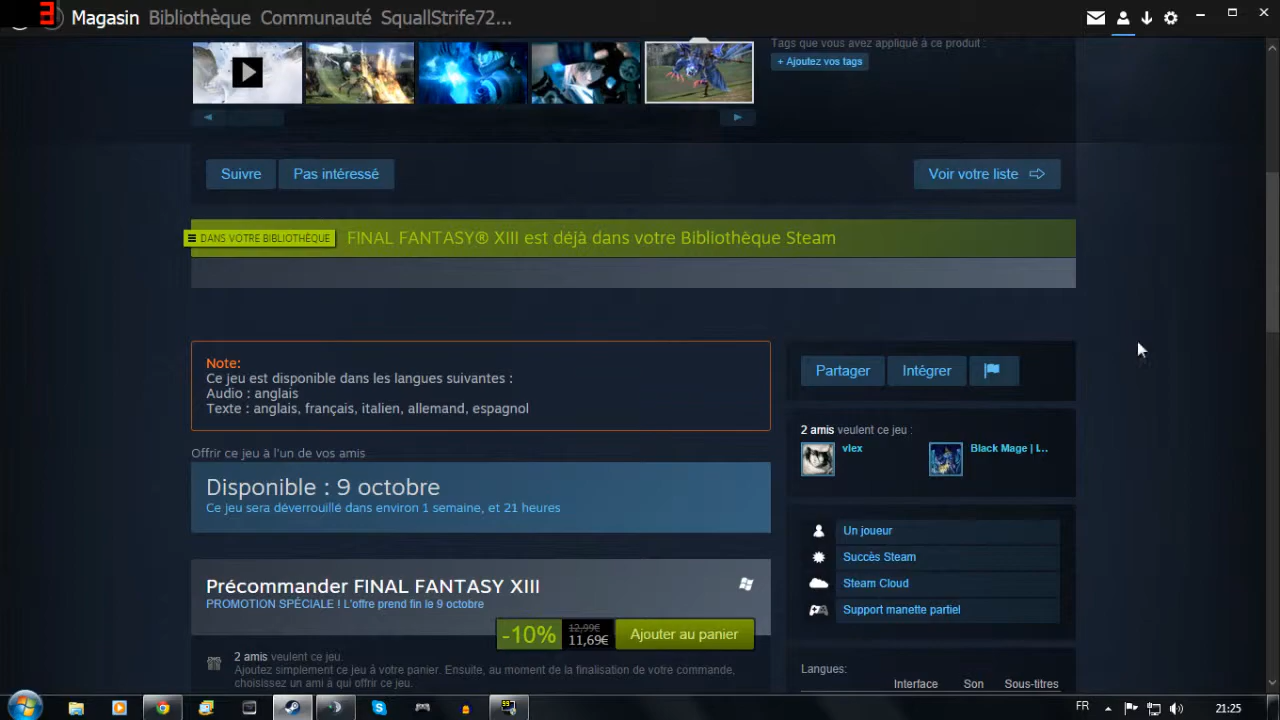 3
Magasin Bibliothèque Communauté SquallStrife72...
Tags que vous avez appliqué à ce produit :
+ Ajoutez vos tags
Suivre Pas intéressé Voir votre liste
DANS VOTRE BIBLIOTHÈQUE FINAL FANTASY® XIII est déjà dans votre Bibliothèque Steam
Note:
Ce jeu est disponible dans les langues suivantes :
Audio : anglais
Texte : anglais, français, italien, allemand, espagnol
Partager Intégrer
2 amis veulent ce jeu :
vlex Black Mage | L..
Offrir ce jeu à l'un de vos amis
Disponible : 9 octobre
Ce jeu sera déverrouillé dans environ 1 semaine, et 21 heures
Un joueur
Succès Steam
Steam Cloud
Support manette partiel
Précommander FINAL FANTASY XIII
PROMOTION SPÉCIALE ! L'offre prend fin le 9 octobre
-10% 12,99€ 11,69€ Ajouter au panier
2 amis veulent ce jeu.
Ajoutez simplement ce jeu à votre panier. Ensuite, au moment de la finalisation de votre commande,
choisissez un ami à qui offrir ce jeu.
Langues:
Interface Son Sous-titres
FR 21:25